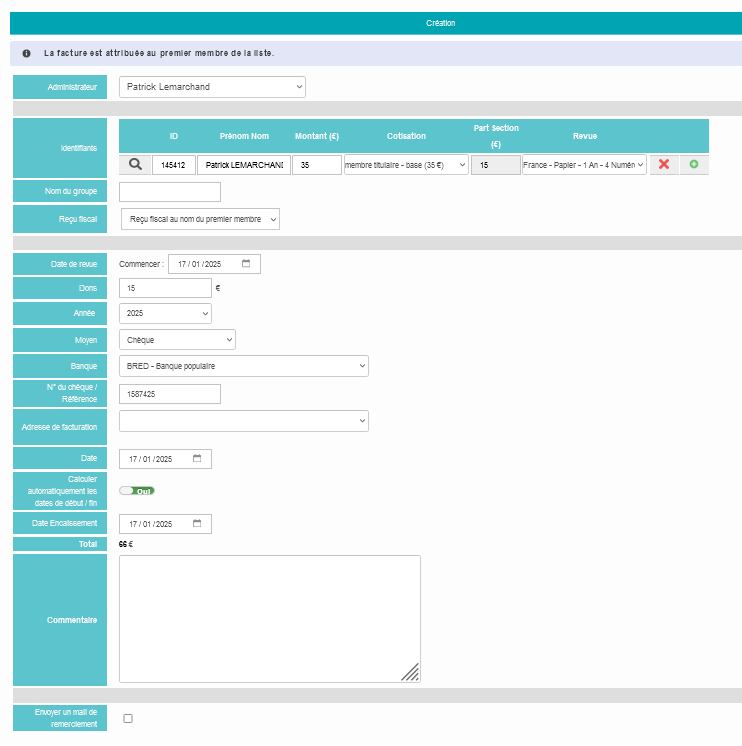 Création
La facture est attribuée au premier membre de la liste.
Administrateur
Patrick Lemarchand
Identifiants
ID
Prénom Nom
Montant (€)
Cotisation
Part Section
(€)
Revue
145412
Patrick LEMARCHAND
35
membre titulaire - base (35 €)
15
France - Papier - 1 An - 4 Numér
Nom du groupe
Reçu fiscal
Reçu fiscal au nom du premier membre
Date de revue
Commencer :
17 / 01 / 2025
Dons
15
€
Année
2025
Moyen
Chèque
Banque
BRED - Banque populaire
N° du chèque /
Référence
1587425
Adresse de facturation
Date
17 / 01 / 2025
Calculer
automatiquement les
dates de début / fin
Oui
Date Encaissement
17 / 01 / 2025
Total
66 €
Commentaire
Envoyer un mail de
remerciement